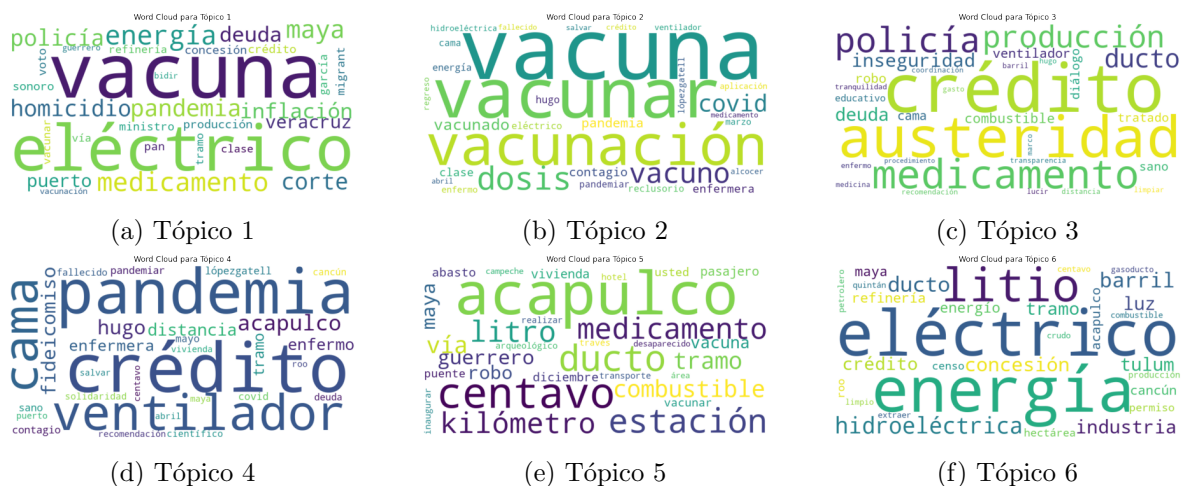 Word Cloud para Tópico 1
policía energía deuda maya
guerrero refinería concesión crédito
voto vacuna garcía migrant
sonoro bidir
homicidio pandemia inflación
ministro producción veracruz
vacunar vía eléctrico tramo
pan clase
puerto medicamento corte
vacunación
(a) Tópico 1
Word Cloud para Tópico 2
hidroeléctrica fallecido salvar crédito ventilador
cama vacuna
energía
regreso vacunar lópezgatell aplicación
hugo covid
medicamento
vacunado eléctrico pandemia marzo
vacunación
clase dosis contagio vacuno alcocer
abril pandemiar
enfermo reclusorio enfermera
(b) Tópico 2
Word Cloud para Tópico 3
policía producción
inseguridad ventilador ducto
barril hugo
robo coordinación diálogo
tranquilidad crédito
educativo gasto
deuda cama combustible tratado
austeridad
marco
enfermo procedimiento transparencia sano
medicina medicamento
recomendación lucir distancia limpiar
(c) Tópico 3
Word Cloud para Tópico 4
fallecido pandemiar lópezgatell cancún
cama fideicomiso pandemia
hugo distancia acapulco
mayo
enfermera vivienda tramo enfermo
salvar crédito centavo roo
solidaridad maya covid deuda
sano
puerto ventilador
abril
contagio recomendación científico
(d) Tópico 4
Word Cloud para Tópico 5
abasto campeche vivienda hotel usted pasajero
maya acapulco
realizar
litro medicamento
vía arqueológico traves desaparecido vacuna
guerrero ducto tramo
puente robo diciembre transporte área
centavo combustible
vacunar
inaugurar kilómetro estación
(e) Tópico 5
Word Cloud para Tópico 6
maya litio centavo gasoducto
petrolero quintán ducto barril
refinería energío tramo luz
combustible
eléctrico acapulco
crudo
crédito censo concesión tulum
producción
roo energía cancún
limpio permiso
extraer
hidroeléctrica hectárea industria
(f) Tópico 6